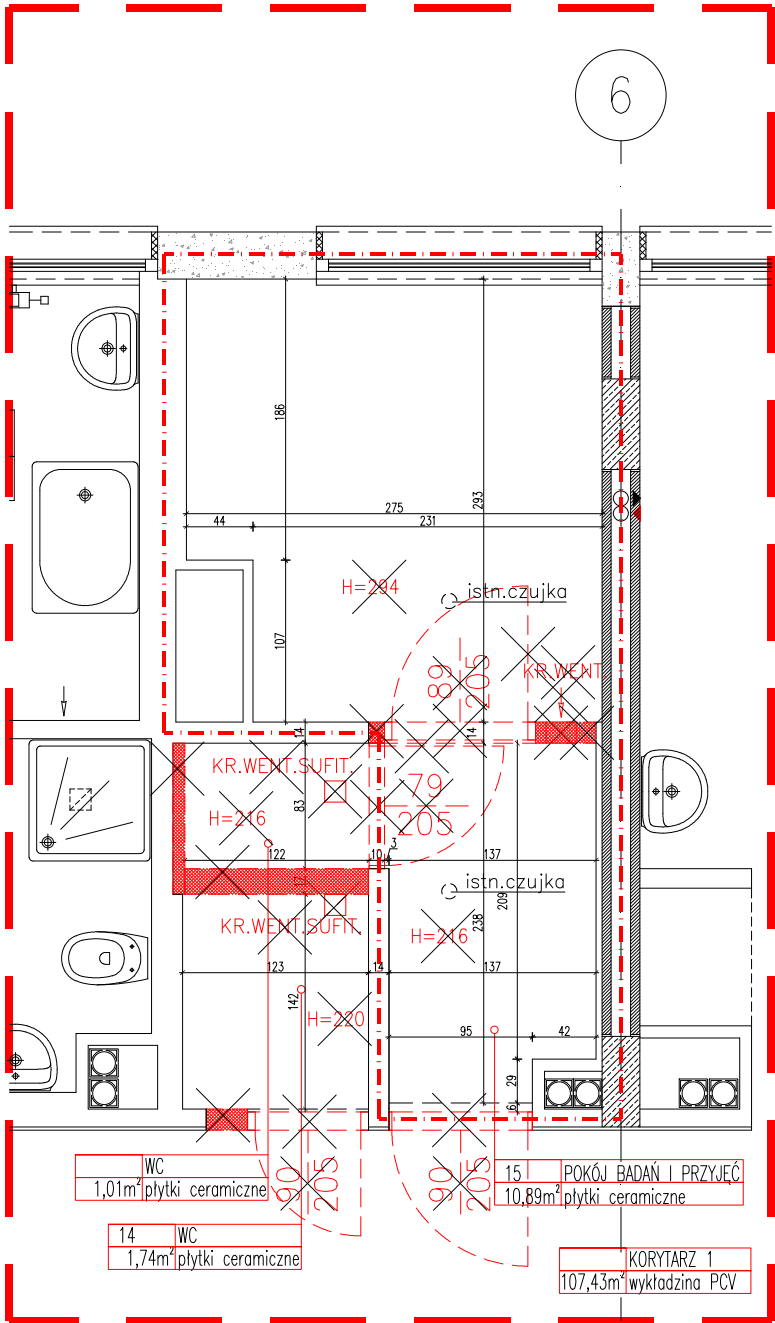 6
186
293
275
44
231
H=294
istn.czujka
107
89
205
KR.WENT
14
14
KR.WENT.SUFIT.
79
205
83
H=216
3
122
10
137
istn.czujka
17
209
KR.WENT.SUFIT.
238
H=216
123
14
137
142
H=220
95
42
29
6
90
205
90
205
WC
1,01m² płytki ceramiczne
15 POKÓJ BADAŃ I PRZYJĘĆ
10,89m² płytki ceramiczne
14 WC
1,74m² płytki ceramiczne
KORYTARZ 1
107,43m² wykładzina PCV